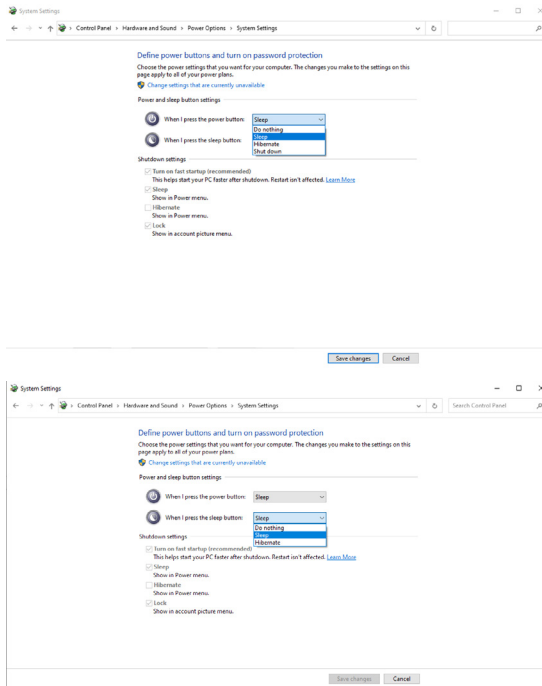 System Settings
Control Panel > Hardware and Sound > Power Options > System Settings
Define power buttons and turn on password protection
Choose the power settings that you want for your computer. The changes you make to the settings on this
page apply to all of your power plans.
Change settings that are currently unavailable
Power and sleep button settings
When I press the power button: Sleep
Do nothing
Sleep
Hibernate
Shut down
When I press the sleep button:
Shutdown settings
Turn on fast startup (recommended)
This helps start your PC faster after shutdown. Restart isn't affected. Learn More
Sleep
Show in Power menu.
Hibernate
Show in Power menu.
Lock
Show in account picture menu.
Save changes Cancel
System Settings
Control Panel > Hardware and Sound > Power Options > System Settings Search Control Panel
Define power buttons and turn on password protection
Choose the power settings that you want for your computer. The changes you make to the settings on this
page apply to all of your power plans.
Change settings that are currently unavailable
Power and sleep button settings
When I press the power button: Sleep
When I press the sleep button: Sleep
Do nothing
Sleep
Hibernate
Shutdown settings
Turn on fast startup (recommended)
This helps start your PC faster after shutdown. Restart isn't affected. Learn More
Sleep
Show in Power menu.
Hibernate
Show in Power menu.
Lock
Show in account picture menu.
Save changes Cancel